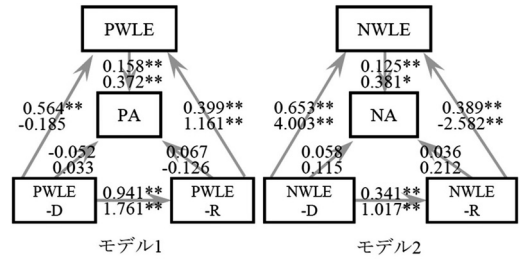 PWLE
0.158**
0.372**
0.564**
-0.185
PA
0.399**
1.161**
-0.052
0.033
0.067
-0.126
PWLE
-D
0.941**
1.761**
PWLE
-R
モデル1
NWLE
0.125**
0.381*
0.653**
4.003**
NA
0.389**
-2.582**
0.058
0.115
0.036
0.212
NWLE
-D
0.341**
1.017**
NWLE
-R
モデル2